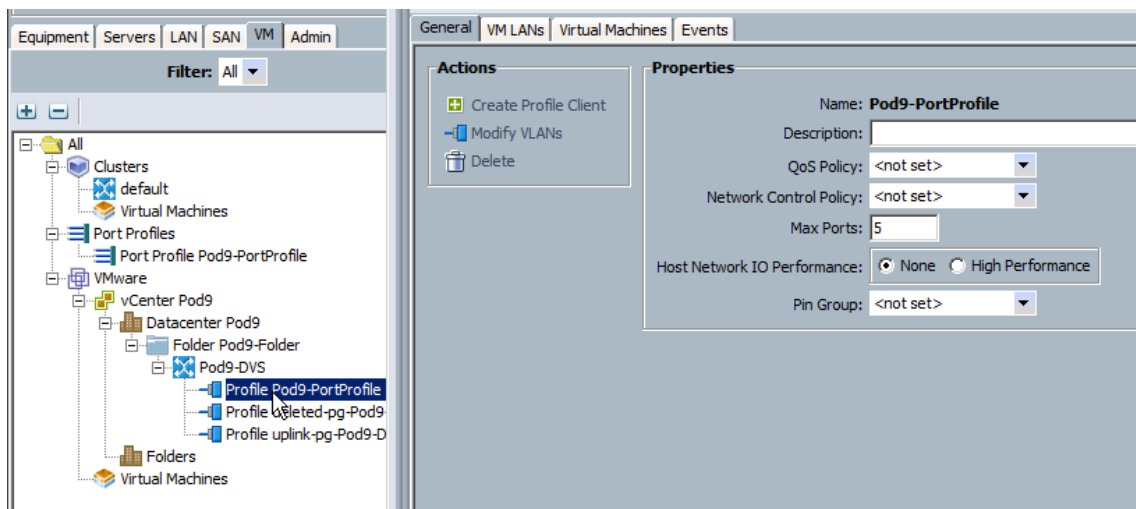 Equipment Servers LAN SAN VM Admin
Filter: All
All
Clusters
default
Virtual Machines
Port Profiles
Port Profile Pod9-PortProfile
VMware
vCenter Pod9
Datacenter Pod9
Folder Pod9-Folder
Pod9-DVS
Profile Pod9-PortProfile
Profile deleted-pg-Pod9-
Profile uplink-pg-Pod9-D
Folders
Virtual Machines
General VM LANs Virtual Machines Events
Actions
Create Profile Client
Modify VLANs
Delete
Properties
Name: Pod9-PortProfile
Description:
QoS Policy: <not set>
Network Control Policy: <not set>
Max Ports: 5
Host Network IO Performance: None High Performance
Pin Group: <not set>